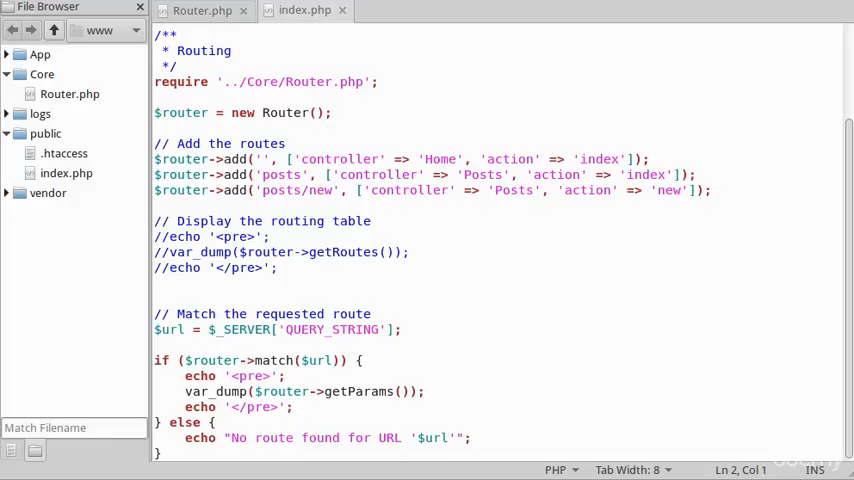 File Browser
Router.php
index.php
www
App
Core
Router.php
logs
public
.htaccess
index.php
vendor
Match Filename
/**
 * Routing
 */
require '../Core/Router.php';
$router = new Router();
// Add the routes
$router->add('', ['controller' => 'Home', 'action' => 'index']);
$router->add('posts', ['controller' => 'Posts', 'action' => 'index']);
$router->add('posts/new', ['controller' => 'Posts', 'action' => 'new']);
// Display the routing table
//echo '<pre>';
//var_dump($router->getRoutes());
//echo '</pre>';
// Match the requested route
$url = $_SERVER['QUERY_STRING'];
if ($router->match($url)) {
    echo '<pre>';
    var_dump($router->getParams());
    echo '</pre>';
} else {
    echo "No route found for URL '$url'";
}
PHP
Tab Width: 8
Ln 2, Col 1
INS